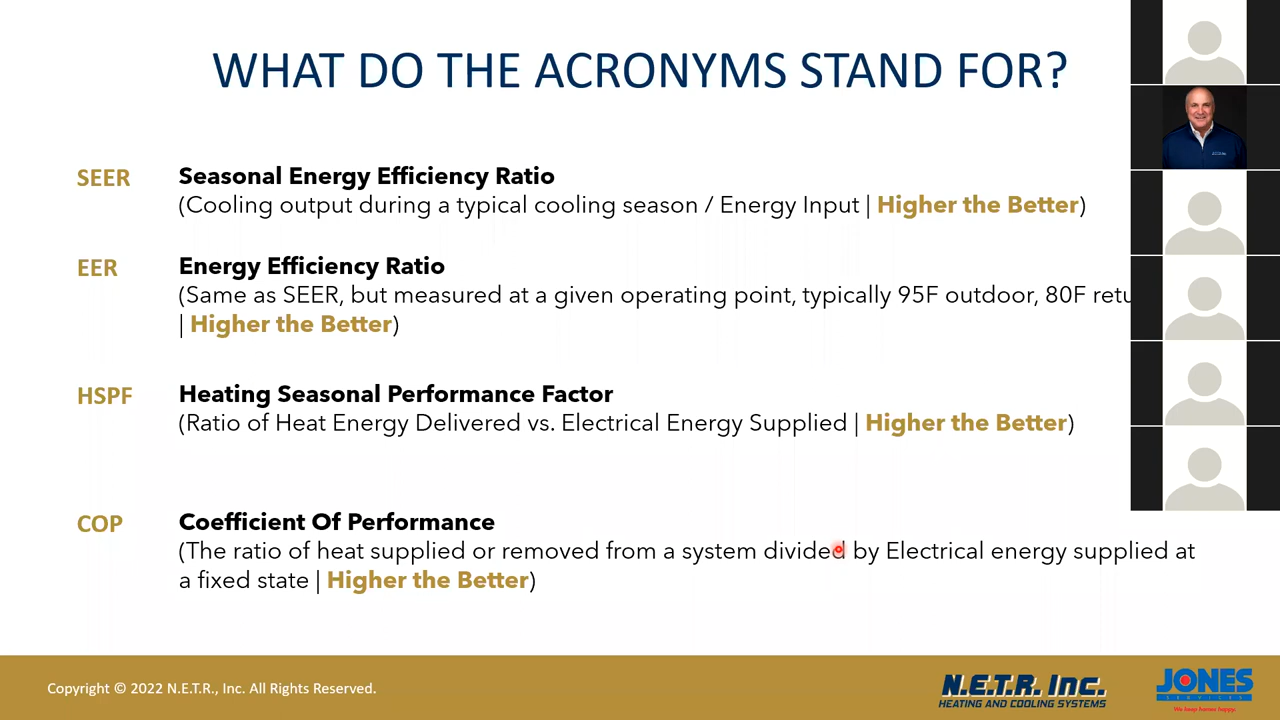 WHAT DO THE ACRONYMS STAND FOR?
SEER
Seasonal Energy Efficiency Ratio
(Cooling output during a typical cooling season / Energy Input | Higher the Better)
EER
Energy Efficiency Ratio
(Same as SEER, but measured at a given operating point, typically 95F outdoor, 80F
| Higher the Better)
HSPF
Heating Seasonal Performance Factor
(Ratio of Heat Energy Delivered vs. Electrical Energy Supplied | Higher the Better)
COP
Coefficient Of Performance
(The ratio of heat supplied or removed from a system divided by Electrical energy supplied at
a fixed state | Higher the Better)
Copyright © 2022 N.E.T.R., Inc. All Rights Reserved.
N.E.T.R. Inc.
HEATING AND COOLING SYSTEMS
JONES
SERVICES
We keep homes happy.